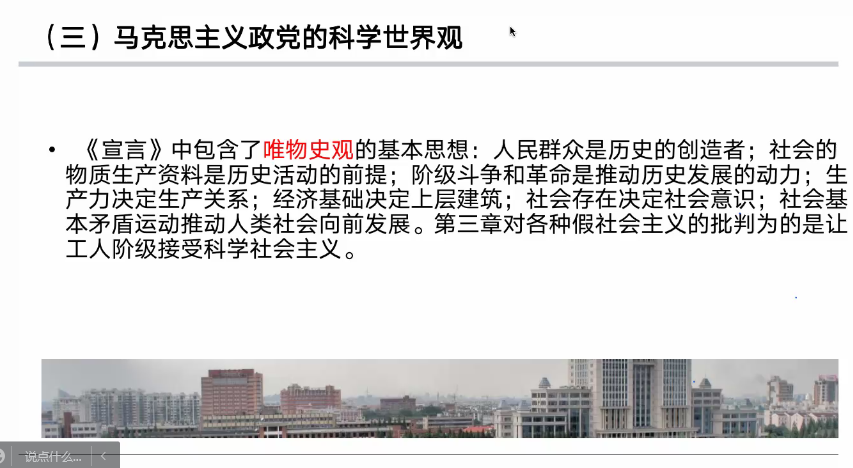 （三）马克思主义政党的科学世界观
• 《宣言》中包含了唯物史观的基本思想：人民群众是历史的创造者；社会的
物质生产资料是历史活动的前提；阶级斗争和革命是推动历史发展的动力；生
产力决定生产关系；经济基础决定上层建筑；社会存在决定社会意识；社会基
本矛盾运动推动人类社会向前发展。第三章对各种假社会主义的批判为的是让
工人阶级接受科学社会主义。
说点什么...